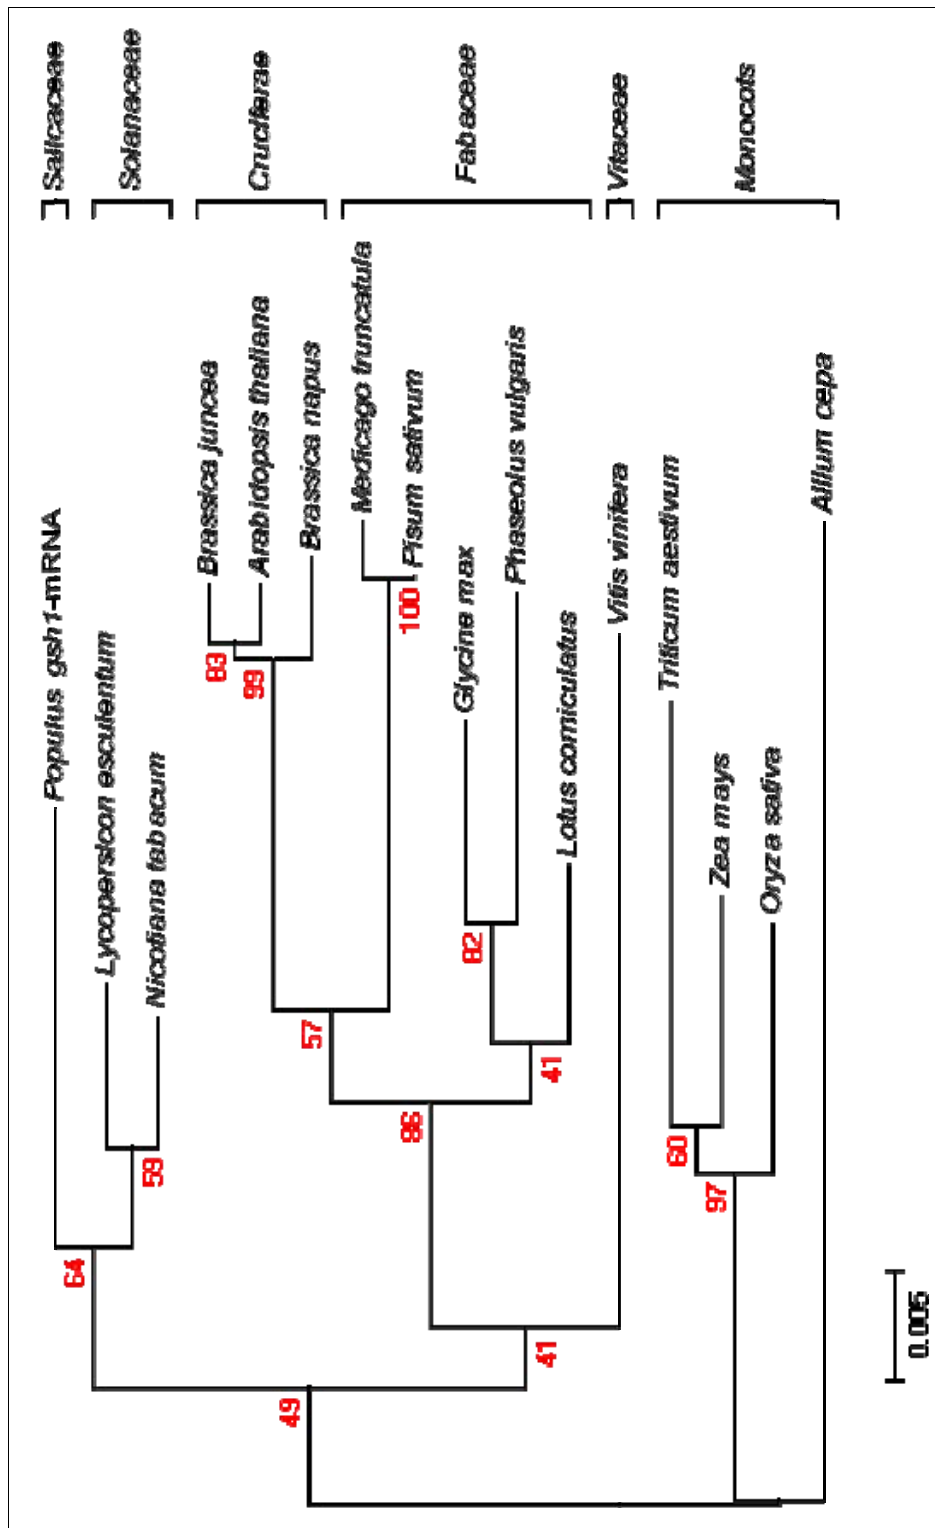 Salicaceae
Solanaceae
Cruciferae
Fabaceae
Vitaceae
Monocots
Populus gsh1-mRNA
Lycopersicon esculentum
Nicotiana tabacum
Brassica juncea
Arabidopsis thaliana
Brassica napus
Medicago truncatula
Pisum sativum
Glycine max
Phaseolus vulgaris
Lotus corniculatus
Vitis vinifera
Triticum aestivum
Zea mays
Oryza sativa
Allium cepa
64
59
83
99
100
57
82
41
86
41
49
60
97
0.005